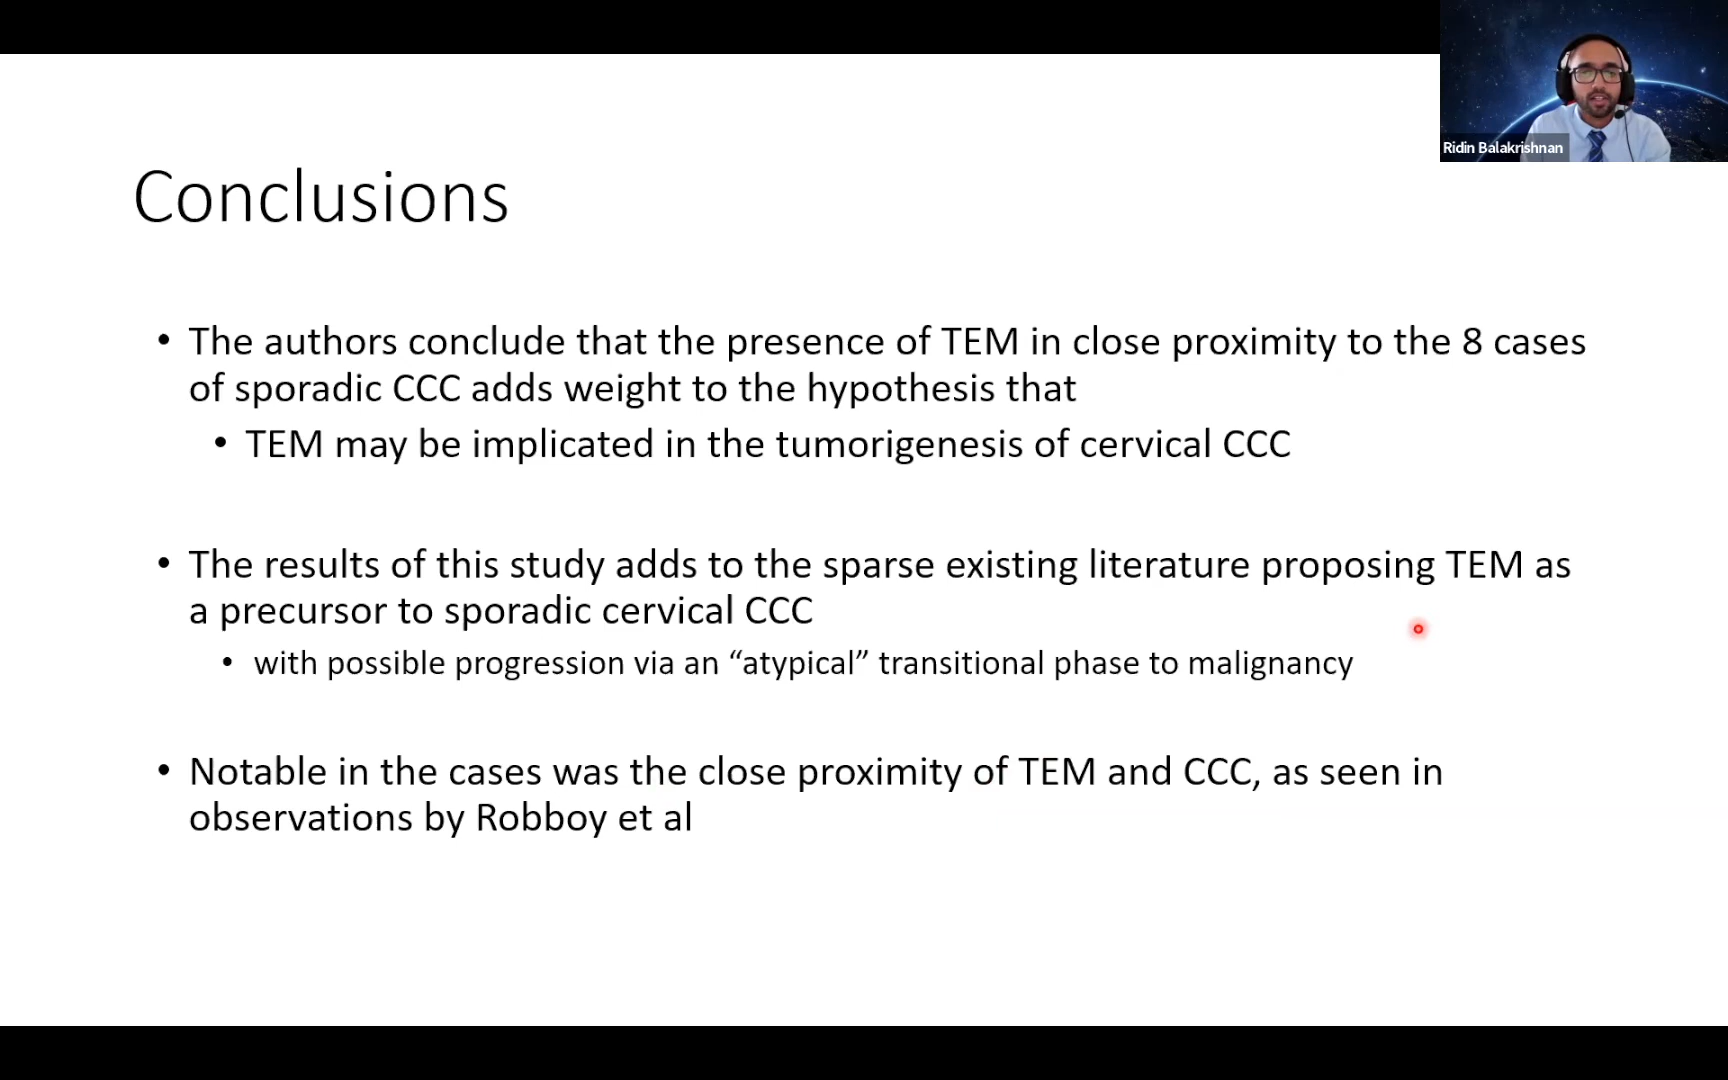 Ridin Balakrishnan
Conclusions
• The authors conclude that the presence of TEM in close proximity to the 8 cases
of sporadic CCC adds weight to the hypothesis that
• TEM may be implicated in the tumorigenesis of cervical CCC
• The results of this study adds to the sparse existing literature proposing TEM as
a precursor to sporadic cervical CCC
• with possible progression via an “atypical” transitional phase to malignancy
• Notable in the cases was the close proximity of TEM and CCC, as seen in
observations by Robboy et al